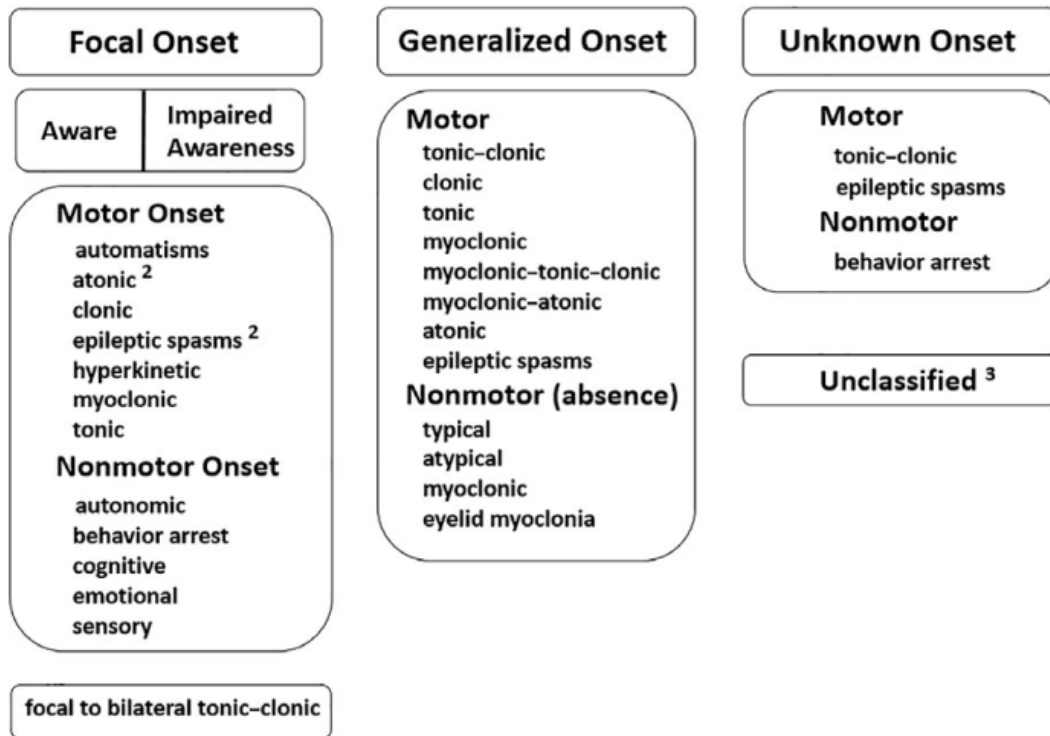 Focal Onset
Aware
Impaired
Awareness
Motor Onset
automatisms
atonic ²
clonic
epileptic spasms ²
hyperkinetic
myoclonic
tonic
Nonmotor Onset
autonomic
behavior arrest
cognitive
emotional
sensory
focal to bilateral tonic–clonic
Generalized Onset
Motor
tonic–clonic
clonic
tonic
myoclonic
myoclonic–tonic–clonic
myoclonic–atonic
atonic
epileptic spasms
Nonmotor (absence)
typical
atypical
myoclonic
eyelid myoclonia
Unknown Onset
Motor
tonic–clonic
epileptic spasms
Nonmotor
behavior arrest
Unclassified ³